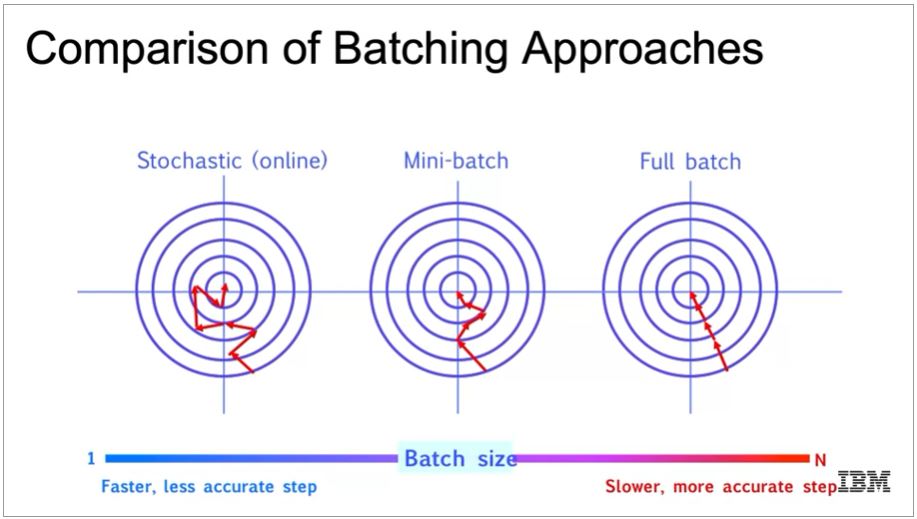 Comparison of Batching Approaches
Stochastic (online)
Mini-batch
Full batch
1
Batch size
N
Faster, less accurate step
Slower, more accurate step
IBM